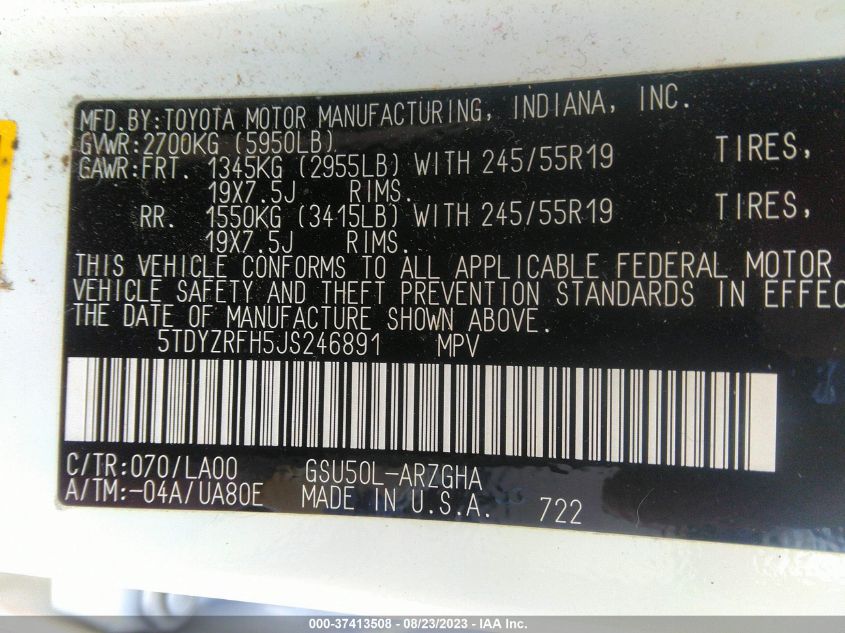 MFD.BY:TOYOTA MOTOR MANUFACTURING, INDIANA, INC.
GVWR:2700KG (5950LB)
GAWR:FRT. 1345KG (2955LB) WITH 245/55R19 TIRES,
19X7.5J RIMS.
RR. 1550KG (3415LB) WITH 245/55R19 TIRES,
19X7.5J RIMS.
THIS VEHICLE CONFORMS TO ALL APPLICABLE FEDERAL MOTOR
VEHICLE SAFETY AND THEFT PREVENTION STANDARDS IN EFFEC
THE DATE OF MANUFACTURE SHOWN ABOVE.
5TDYZRFH5JS246891 MPV
C/TR:070/LA00 GSU50L-ARZGHA
A/TM:-04A/UA80E MADE IN U.S.A. 722
000-37413508 - 08/23/2023 - IAAI.com